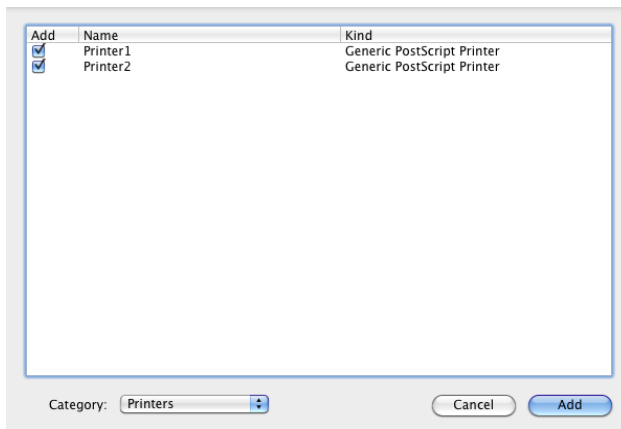 Add Name Kind
Printer1 Generic PostScript Printer
Printer2 Generic PostScript Printer
Category: Printers Cancel Add